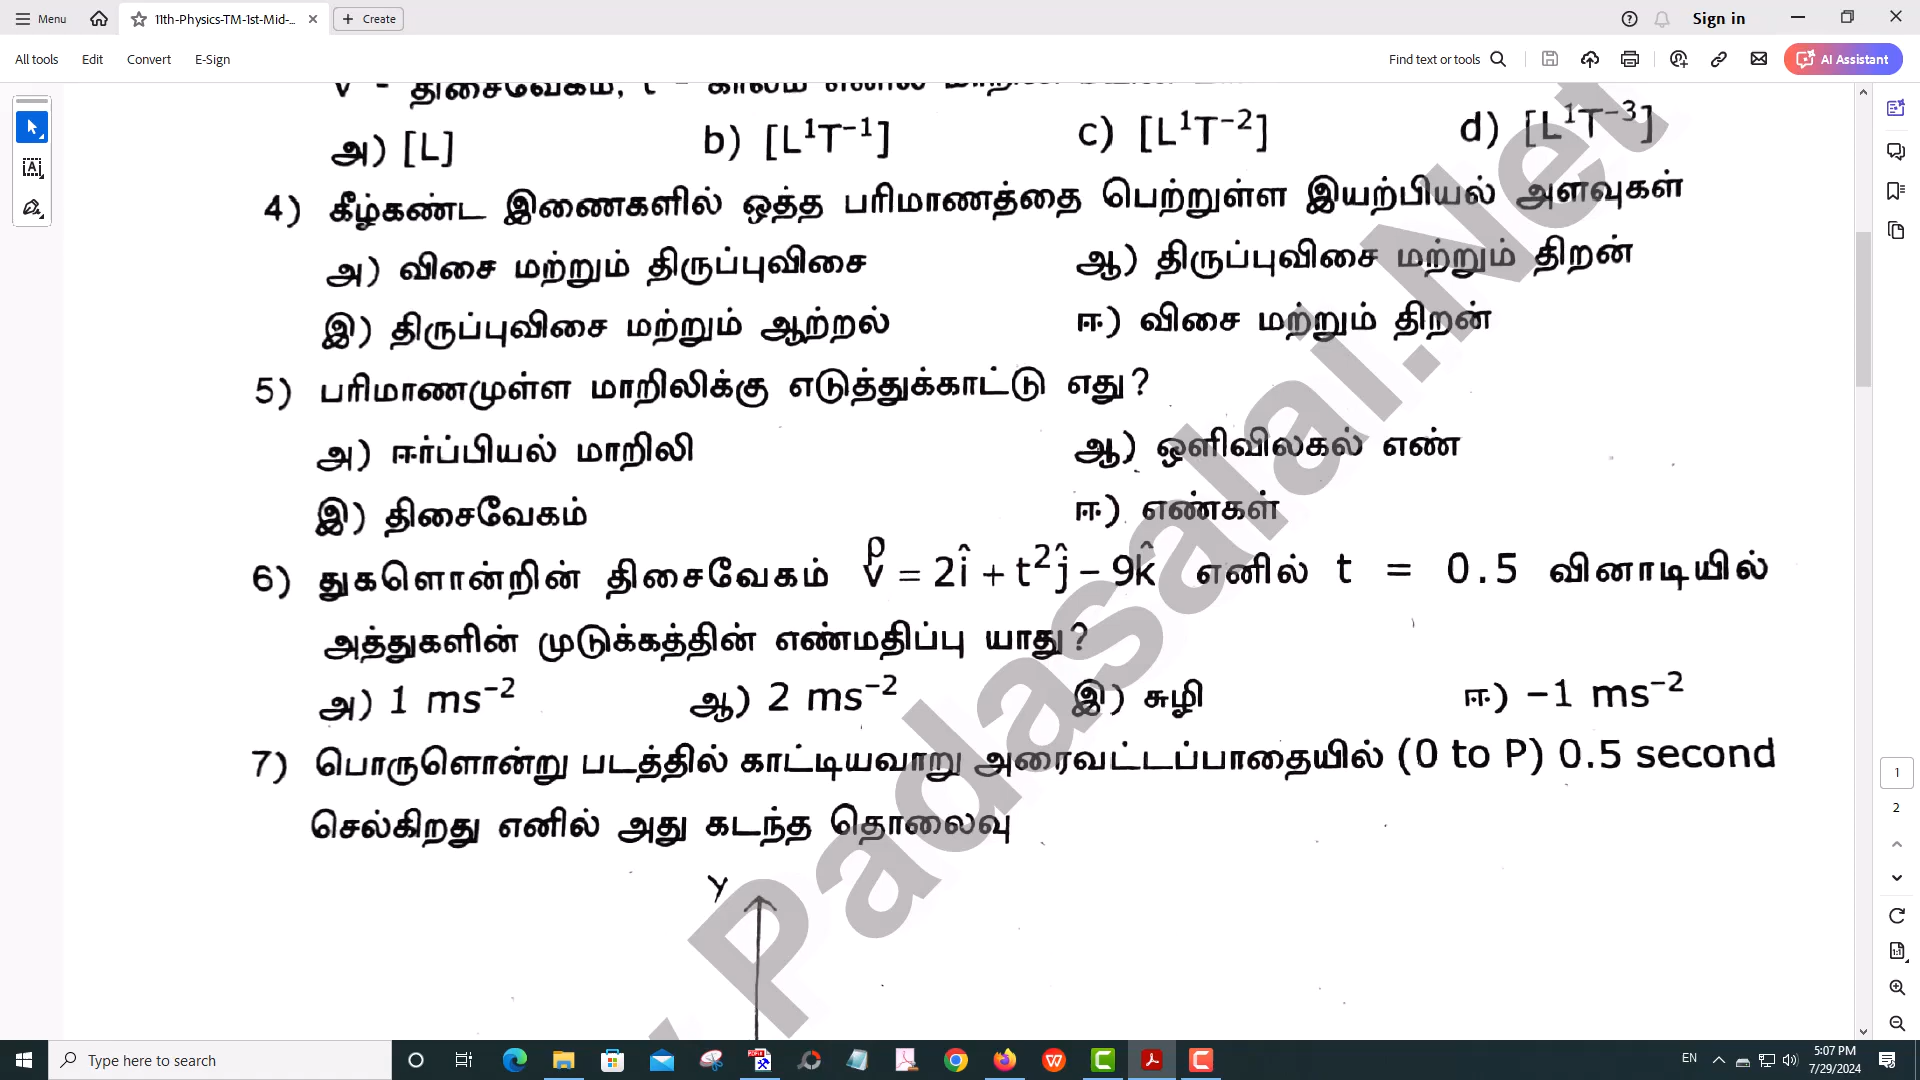 Menu
11th-Physics-TM-1st-Mid-...
Create
Sign in
All tools
Edit
Convert
E-Sign
Find text or tools
AI Assistant
v - திசைவேகம், t - காலம் எனில்
அ) [L] b) [L¹T⁻¹] c) [L¹T⁻²] d) [L¹T⁻³]
4) கீழ்கண்ட இணைகளில் ஒத்த பரிமாணத்தை பெற்றுள்ள இயற்பியல் அளவுகள்
அ) விசை மற்றும் திருப்புவிசை ஆ) திருப்புவிசை மற்றும் திறன்
இ) திருப்புவிசை மற்றும் ஆற்றல் ஈ) விசை மற்றும் திறன்
5) பரிமாணமுள்ள மாறிலிக்கு எடுத்துக்காட்டு எது?
அ) ஈர்ப்பியல் மாறிலி ஆ) ஒளிவிலகல் எண்
இ) திசைவேகம் ஈ) எண்கள்
6) துகளொன்றின் திசைவேகம் v = 2î + t²ĵ – 9k̂ எனில் t = 0.5 வினாடியில்
அத்துகளின் முடுக்கத்தின் எண்மதிப்பு யாது?
அ) 1 ms⁻² ஆ) 2 ms⁻² இ) சுழி ஈ) –1 ms⁻²
7) பொருளொன்று படத்தில் காட்டியவாறு அரைவட்டப்பாதையில் (0 to P) 0.5 second
செல்கிறது எனில் அது கடந்த தொலைவு
y
Padasalai.Net
1
2
Type here to search
EN
5:07 PM
7/29/2024